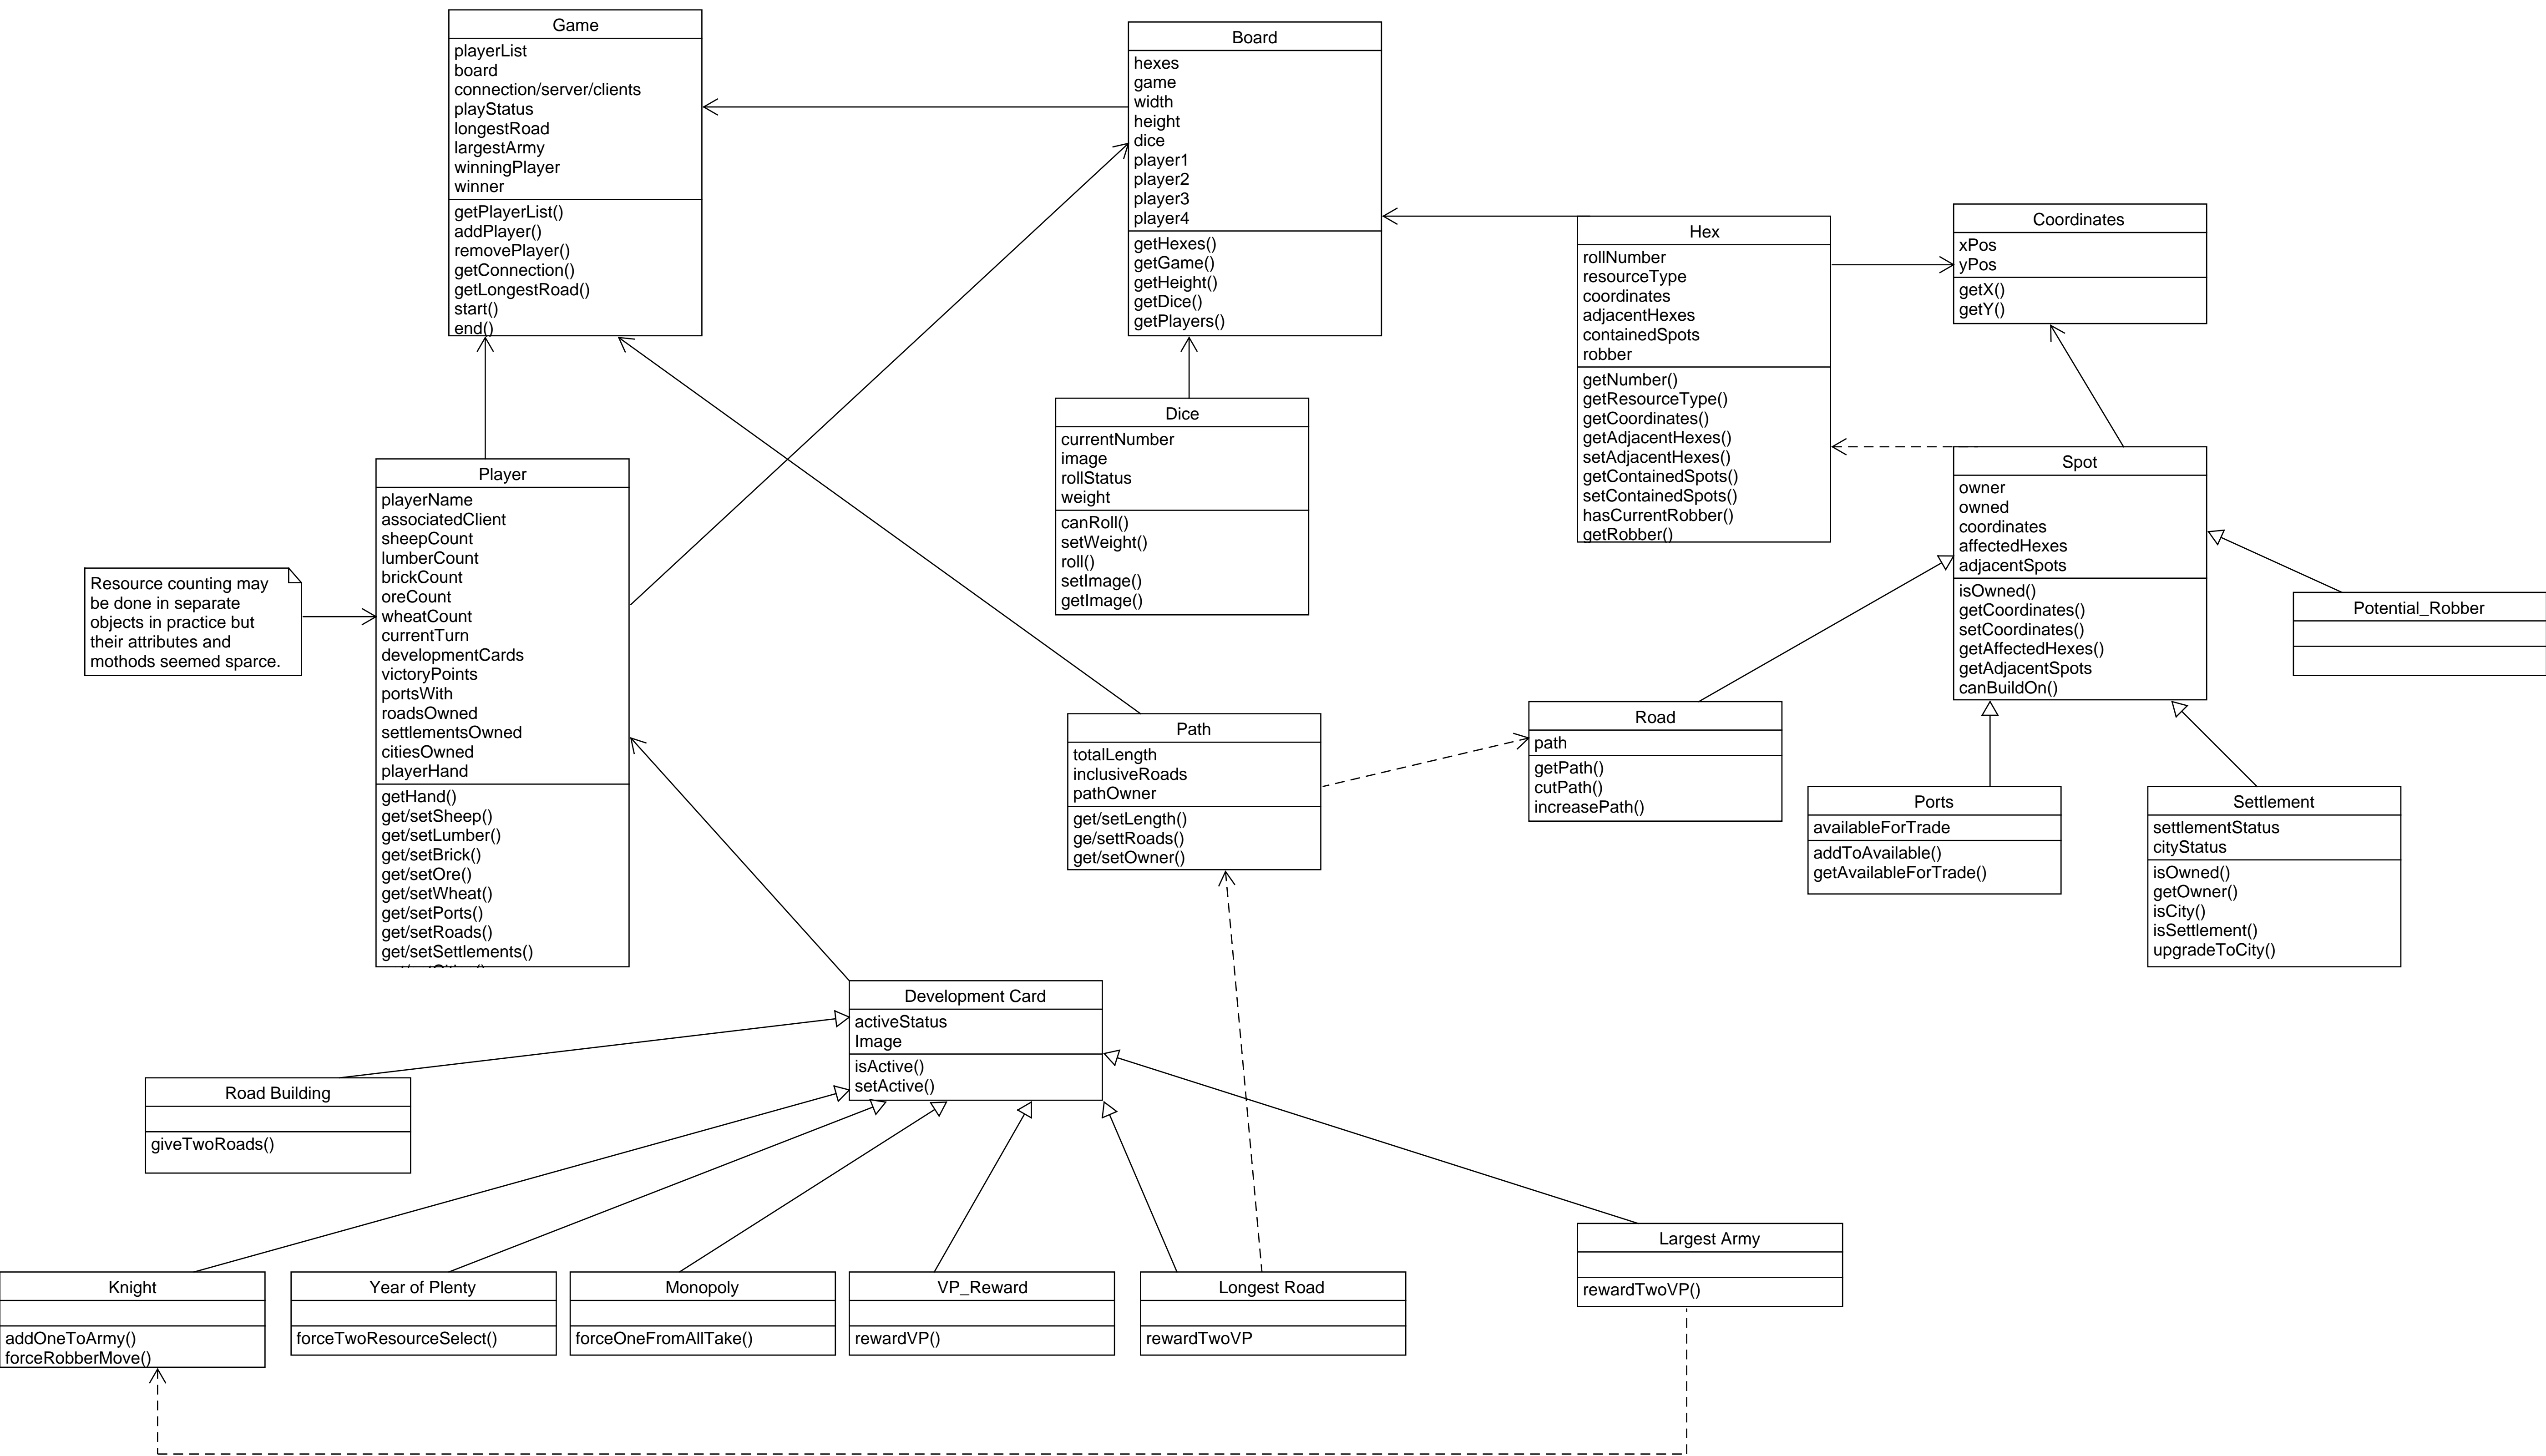 Game
playerList
board
connection/server/clients
playStatus
longestRoad
largestArmy
winningPlayer
winner
getPlayerList()
addPlayer()
removePlayer()
getConnection()
getLongestRoad()
start()
end()
Board
hexes
game
width
height
dice
player1
player2
player3
player4
getHexes()
getGame()
getHeight()
getDice()
getPlayers()
Hex
rollNumber
resourceType
coordinates
adjacentHexes
containedSpots
robber
getNumber()
getResourceType()
getCoordinates()
getAdjacentHexes()
setAdjacentHexes()
getContainedSpots()
setContainedSpots()
hasCurrentRobber()
getRobber()
Coordinates
xPos
yPos
getX()
getY()
Dice
currentNumber
image
rollStatus
weight
canRoll()
setWeight()
roll()
setImage()
getImage()
Spot
owner
owned
coordinates
affectedHexes
adjacentSpots
isOwned()
getCoordinates()
setCoordinates()
getAffectedHexes()
getAdjacentSpots
canBuildOn()
Potential_Robber
Resource counting may
be done in separate
objects in practice but
their attributes and
mothods seemed sparce.
Player
playerName
associatedClient
sheepCount
lumberCount
brickCount
oreCount
wheatCount
currentTurn
developmentCards
victoryPoints
portsWith
roadsOwned
settlementsOwned
citiesOwned
playerHand
getHand()
get/setSheep()
get/setLumber()
get/setBrick()
get/setOre()
get/setWheat()
get/setPorts()
get/setRoads()
get/setSettlements()
Path
totalLength
inclusiveRoads
pathOwner
get/setLength()
ge/settRoads()
get/setOwner()
Road
path
getPath()
cutPath()
increasePath()
Ports
availableForTrade
addToAvailable()
getAvailableForTrade()
Settlement
settlementStatus
cityStatus
isOwned()
getOwner()
isCity()
isSettlement()
upgradeToCity()
Development Card
activeStatus
Image
isActive()
setActive()
Road Building
giveTwoRoads()
Knight
addOneToArmy()
forceRobberMove()
Year of Plenty
forceTwoResourceSelect()
Monopoly
forceOneFromAllTake()
VP_Reward
rewardVP()
Longest Road
rewardTwoVP
Largest Army
rewardTwoVP()